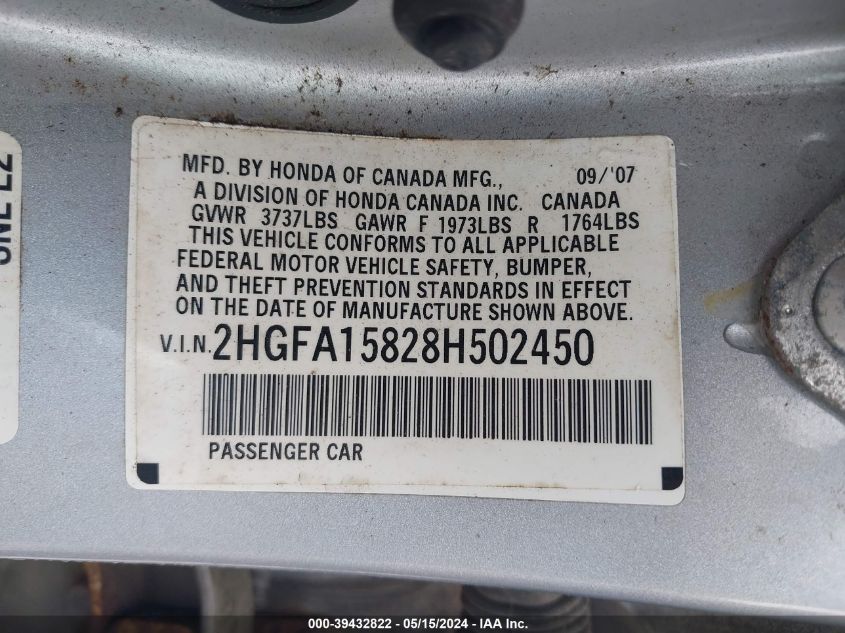 MFD. BY HONDA OF CANADA MFG., 09/'07
A DIVISION OF HONDA CANADA INC. CANADA
GVWR 3737LBS GAWR F 1973LBS R 1764LBS
THIS VEHICLE CONFORMS TO ALL APPLICABLE
FEDERAL MOTOR VEHICLE SAFETY, BUMPER,
AND THEFT PREVENTION STANDARDS IN EFFECT
ON THE DATE OF MANUFACTURE SHOWN ABOVE.
V.I.N. 2HGFA15828H502450
PASSENGER CAR
000-39432822 - 05/15/2024 - COPYRIGHT IAA, LLC.